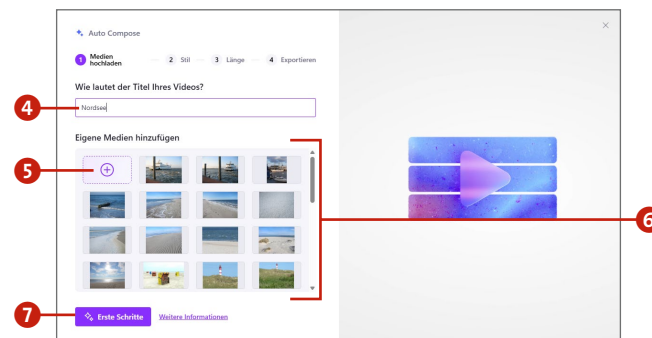 Auto Compose
1 Medien hochladen 2 Stil 3 Länge 4 Exportieren
Wie lautet der Titel Ihres Videos?
4
Nordsee
Eigene Medien hinzufügen
5
6
7
Erste Schritte Weitere Informationen